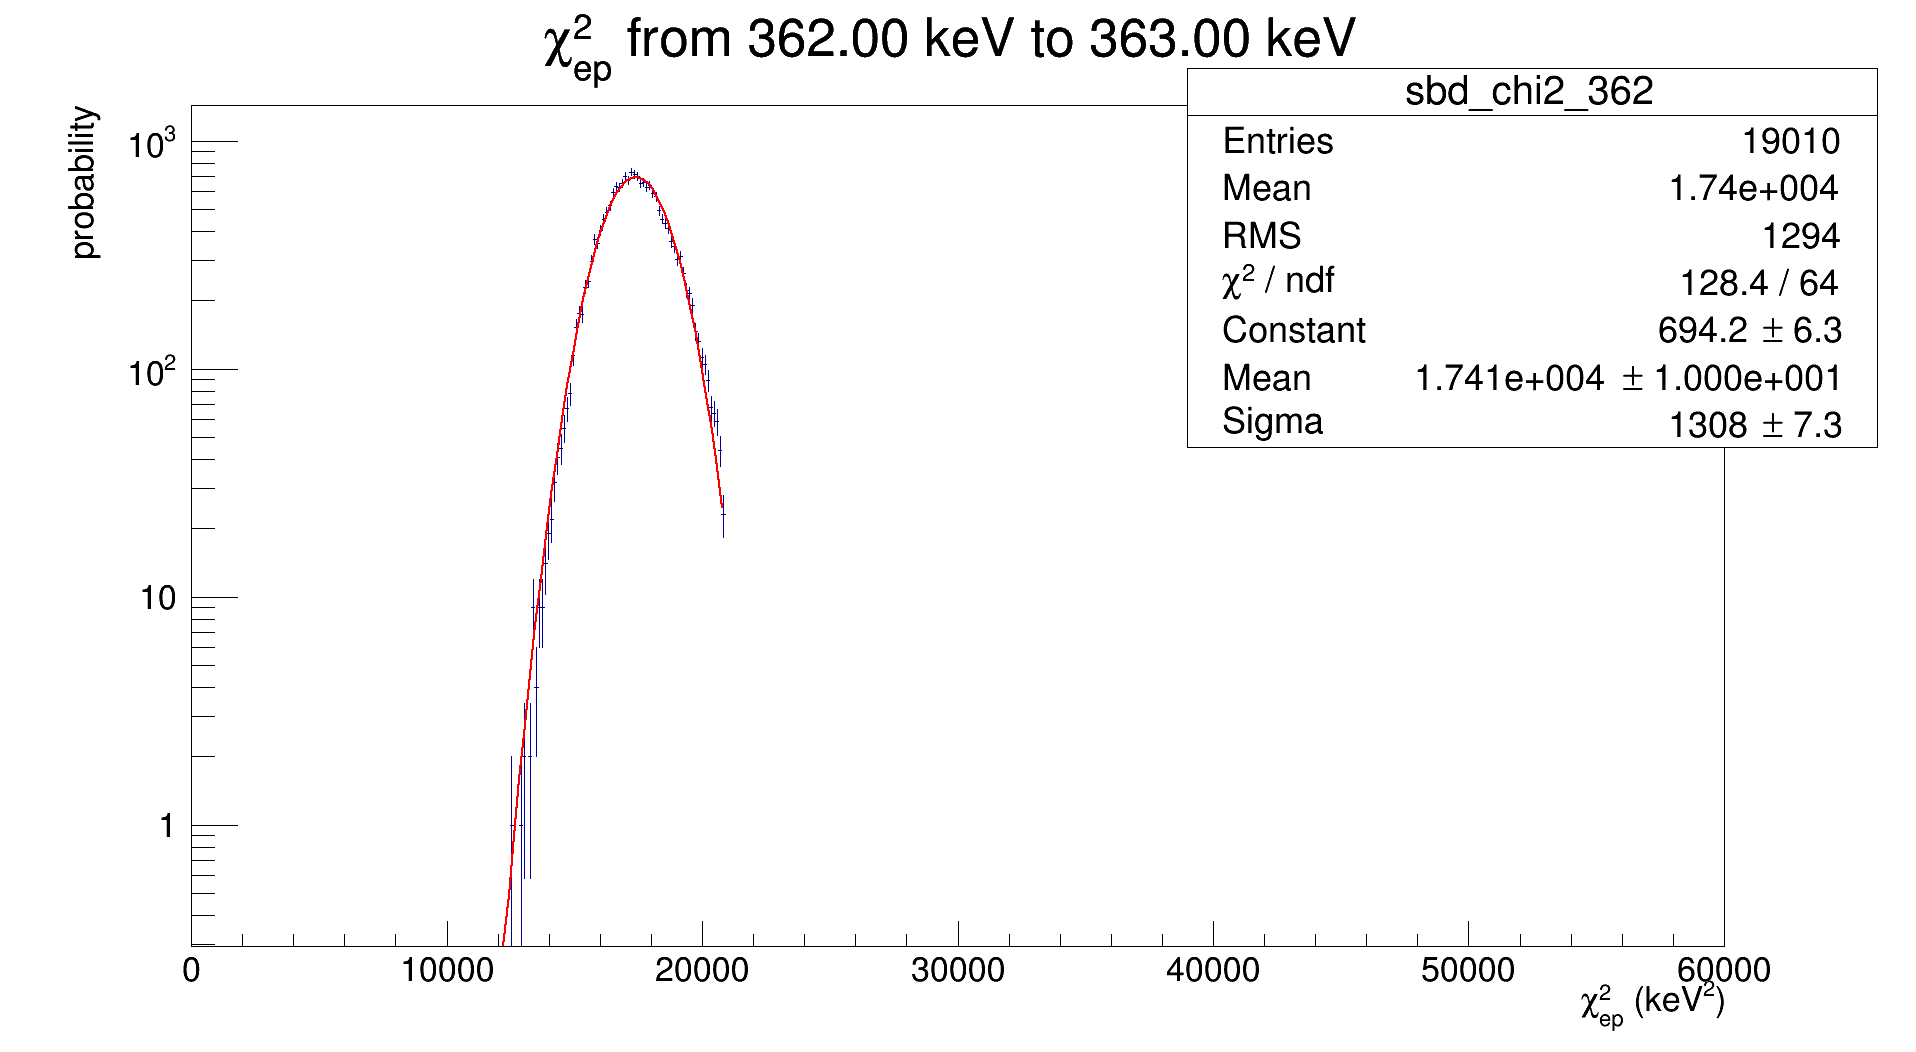 χ²ep from 362.00 keV to 363.00 keV
sbd_chi2_362
Entries 19010
Mean 1.74e+004
RMS 1294
χ² / ndf 128.4 / 64
Constant 694.2 ± 6.3
Mean 1.741e+004 ± 1.000e+001
Sigma 1308 ± 7.3
probability
10³
10²
10
1
0 10000 20000 30000 40000 50000 60000
χ²ep (keV²)